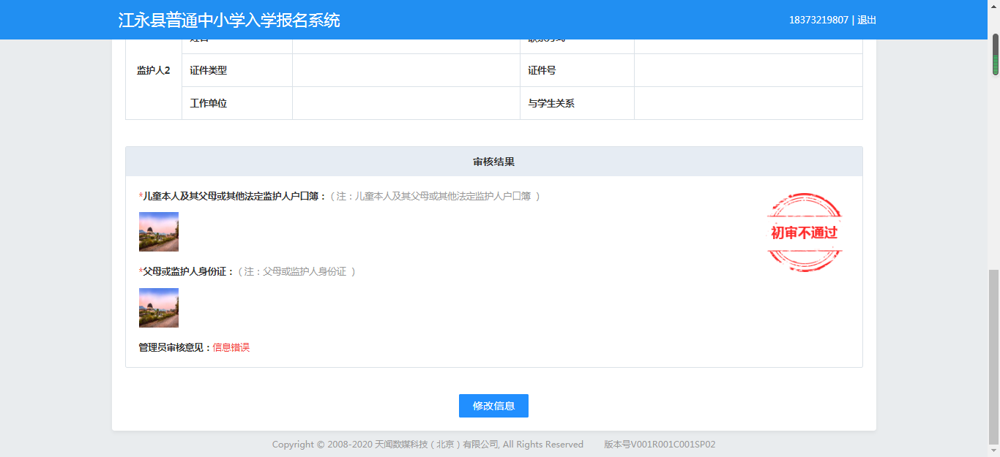 江永县普通中小学入学报名系统
18373219807 | 退出
监护人2 证件类型 证件号
工作单位 与学生关系
审核结果
*儿童本人及其父母或其他法定监护人户口簿：（ 注：儿童本人及其父母或其他法定监护人户口簿 ）
初审不通过
*父母或监护人身份证：（ 注：父母或监护人身份证 ）
管理员审核意见：信息错误
修改信息
Copyright © 2008-2020 天闻数媒科技（北京）有限公司, All Rights Reserved 版本号V001R001C001SP02